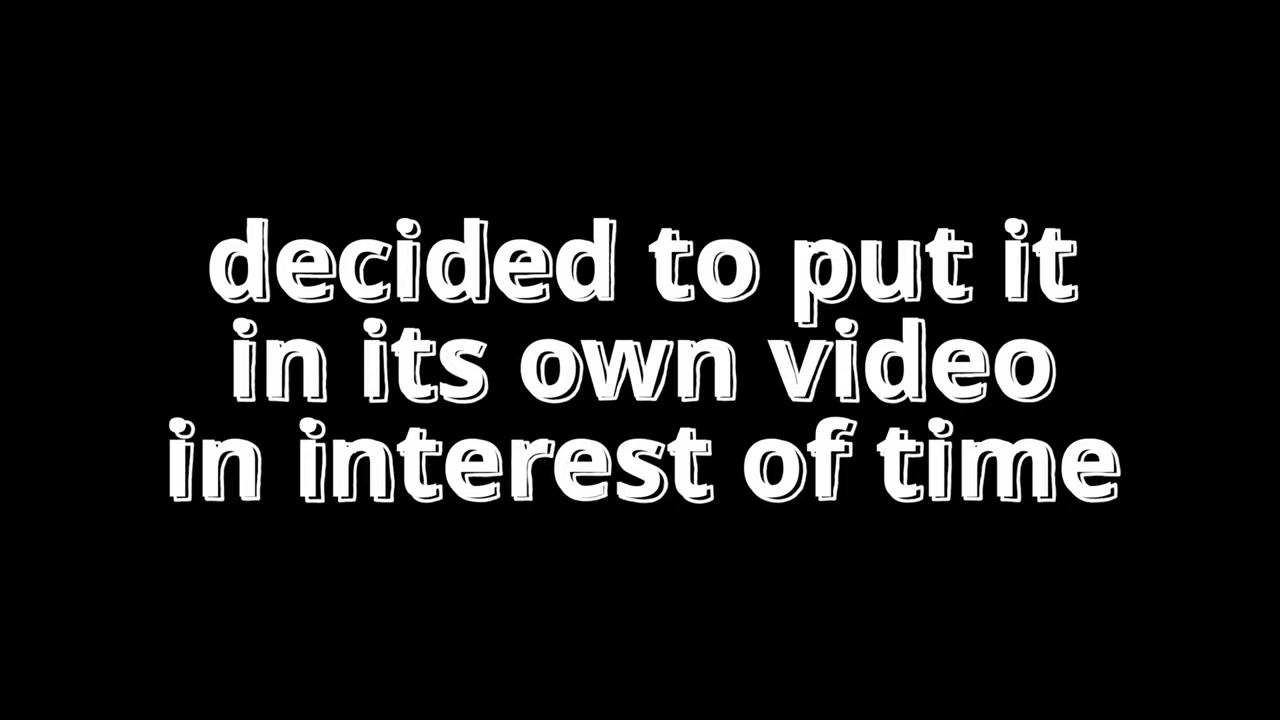 decided to put it
in its own video
in interest of time